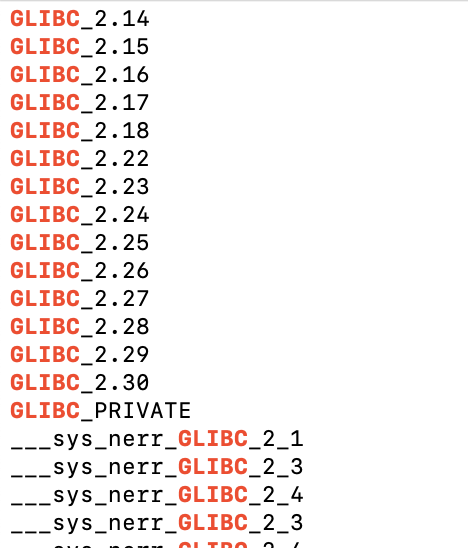 GLIBC_2.14
GLIBC_2.15
GLIBC_2.16
GLIBC_2.17
GLIBC_2.18
GLIBC_2.22
GLIBC_2.23
GLIBC_2.24
GLIBC_2.25
GLIBC_2.26
GLIBC_2.27
GLIBC_2.28
GLIBC_2.29
GLIBC_2.30
GLIBC_PRIVATE
___sys_nerr_GLIBC_2_1
___sys_nerr_GLIBC_2_3
___sys_nerr_GLIBC_2_4
___sys_nerr_GLIBC_2_3